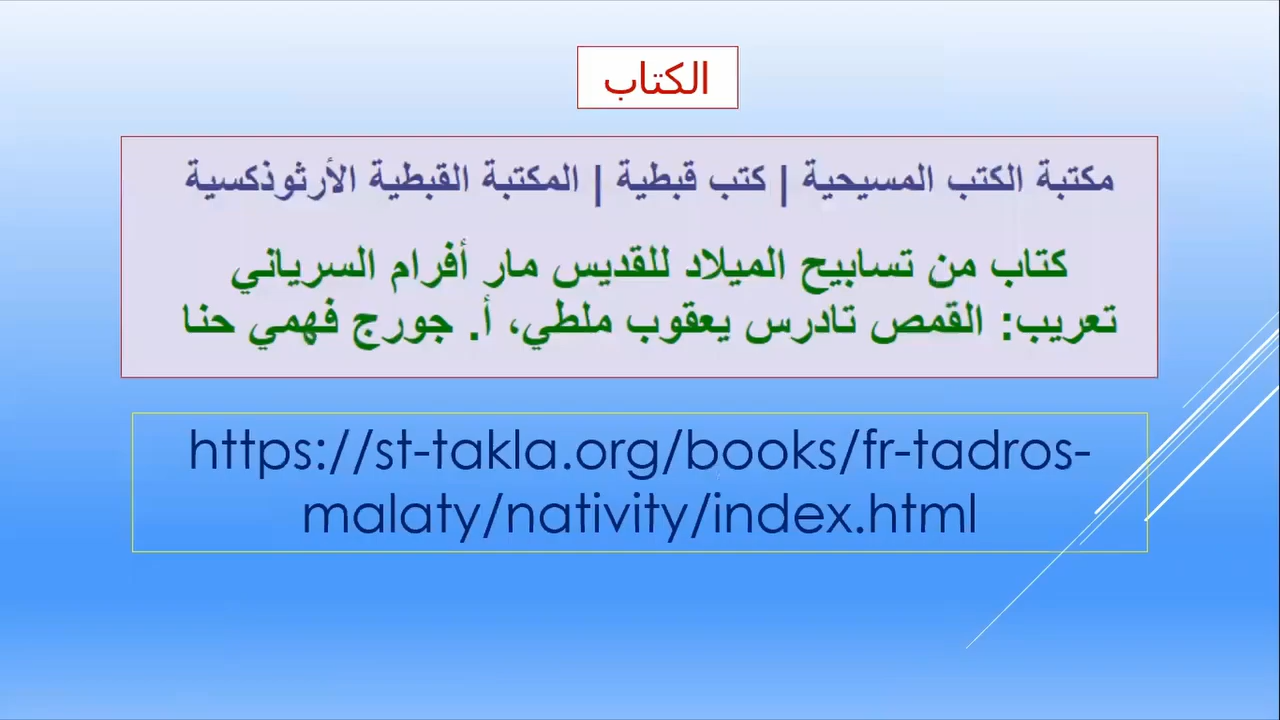 الكتاب
مكتبة الكتب المسيحية | كتب قبطية | المكتبة القبطية الأرثوذكسية
كتاب من تسابيح الميلاد للقديس مار أفرام السرياني
تعريب: القمص تادرس يعقوب ملطي، أ. جورج فهمي حنا
https://st-takla.org/books/fr-tadros-
malaty/nativity/index.html